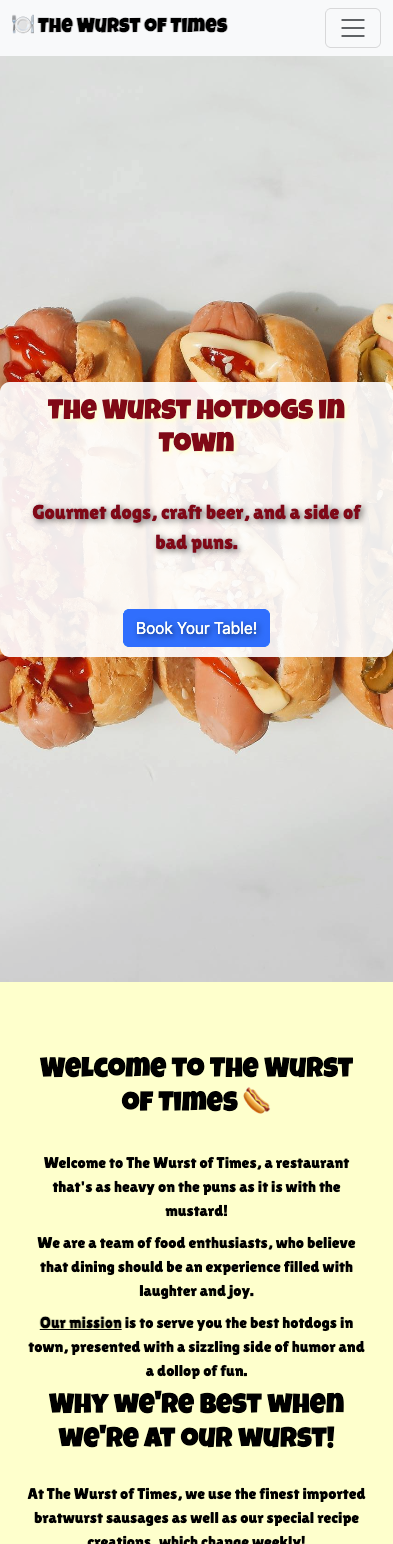 🍽️ The Wurst of Times
The Wurst Hotdogs in
Town
Gourmet dogs, craft beer, and a side of
bad puns.
Book Your Table!
Welcome to The Wurst
of Times 🌭
Welcome to The Wurst of Times, a restaurant
that's as heavy on the puns as it is with the
mustard!
We are a team of food enthusiasts, who believe
that dining should be an experience filled with
laughter and joy.
Our mission is to serve you the best hotdogs in
town, presented with a sizzling side of humor and
a dollop of fun.
Why we're best when
we're at our wurst!
At The Wurst of Times, we use the finest imported
bratwurst sausages as well as our special recipe
creations, which change weekly!